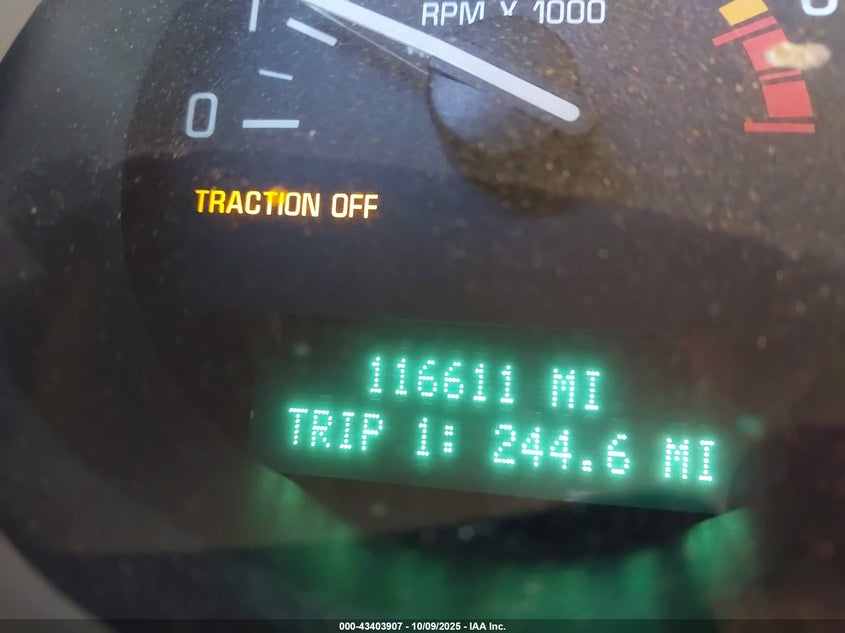 RPM X 1000
0
TRACTION OFF
116611 MI
TRIP 1: 244.6 MI
000-43403907 - 10/09/2025 - IAA Inc.